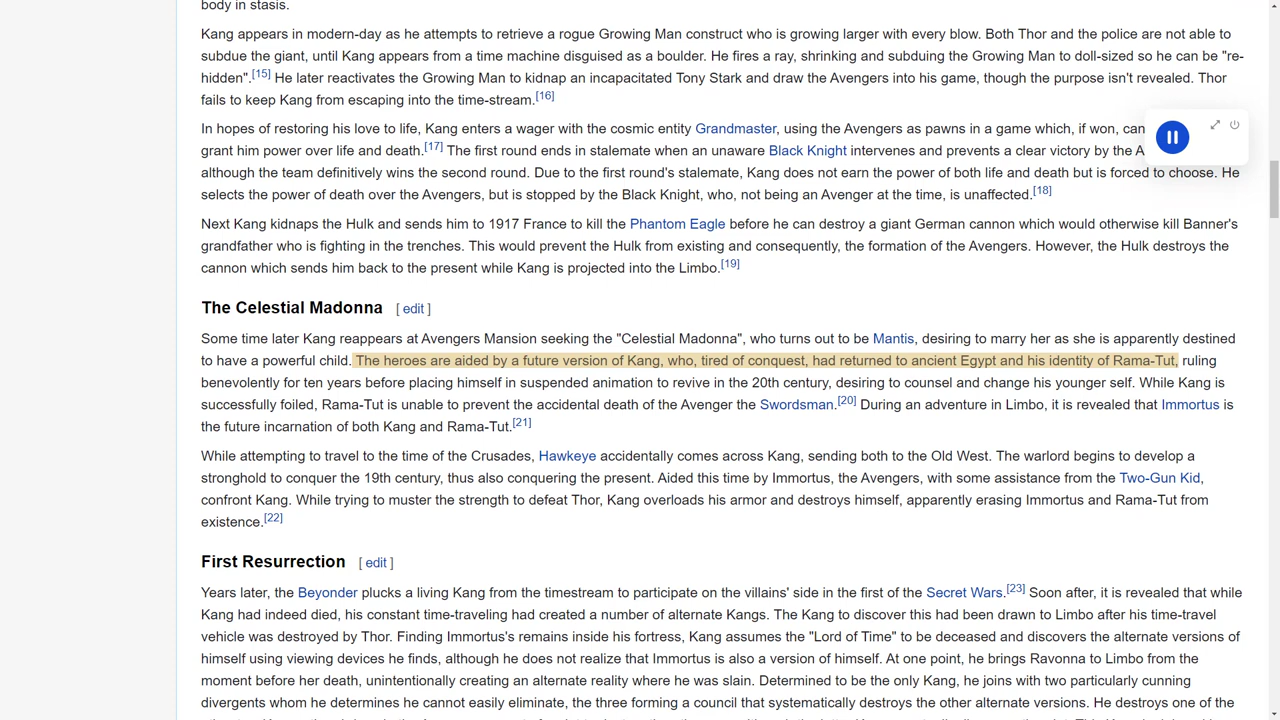 body in stasis.
Kang appears in modern-day as he attempts to retrieve a rogue Growing Man construct who is growing larger with every blow. Both Thor and the police are not able to
subdue the giant, until Kang appears from a time machine disguised as a boulder. He fires a ray, shrinking and subduing the Growing Man to doll-sized so he can be "re-
hidden".[15] He later reactivates the Growing Man to kidnap an incapacitated Tony Stark and draw the Avengers into his game, though the purpose isn't revealed. Thor
fails to keep Kang from escaping into the time-stream.[16]
In hopes of restoring his love to life, Kang enters a wager with the cosmic entity Grandmaster, using the Avengers as pawns in a game which, if won, can
grant him power over life and death.[17] The first round ends in stalemate when an unaware Black Knight intervenes and prevents a clear victory by the A
although the team definitively wins the second round. Due to the first round's stalemate, Kang does not earn the power of both life and death but is forced to choose. He
selects the power of death over the Avengers, but is stopped by the Black Knight, who, not being an Avenger at the time, is unaffected.[18]
Next Kang kidnaps the Hulk and sends him to 1917 France to kill the Phantom Eagle before he can destroy a giant German cannon which would otherwise kill Banner's
grandfather who is fighting in the trenches. This would prevent the Hulk from existing and consequently, the formation of the Avengers. However, the Hulk destroys the
cannon which sends him back to the present while Kang is projected into the Limbo.[19]
The Celestial Madonna [ edit ]
Some time later Kang reappears at Avengers Mansion seeking the "Celestial Madonna", who turns out to be Mantis, desiring to marry her as she is apparently destined
to have a powerful child. The heroes are aided by a future version of Kang, who, tired of conquest, had returned to ancient Egypt and his identity of Rama-Tut, ruling
benevolently for ten years before placing himself in suspended animation to revive in the 20th century, desiring to counsel and change his younger self. While Kang is
successfully foiled, Rama-Tut is unable to prevent the accidental death of the Avenger the Swordsman.[20] During an adventure in Limbo, it is revealed that Immortus is
the future incarnation of both Kang and Rama-Tut.[21]
While attempting to travel to the time of the Crusades, Hawkeye accidentally comes across Kang, sending both to the Old West. The warlord begins to develop a
stronghold to conquer the 19th century, thus also conquering the present. Aided this time by Immortus, the Avengers, with some assistance from the Two-Gun Kid,
confront Kang. While trying to muster the strength to defeat Thor, Kang overloads his armor and destroys himself, apparently erasing Immortus and Rama-Tut from
existence.[22]
First Resurrection [ edit ]
Years later, the Beyonder plucks a living Kang from the timestream to participate on the villains' side in the first of the Secret Wars.[23] Soon after, it is revealed that while
Kang had indeed died, his constant time-traveling had created a number of alternate Kangs. The Kang to discover this had been drawn to Limbo after his time-travel
vehicle was destroyed by Thor. Finding Immortus's remains inside his fortress, Kang assumes the "Lord of Time" to be deceased and discovers the alternate versions of
himself using viewing devices he finds, although he does not realize that Immortus is also a version of himself. At one point, he brings Ravonna to Limbo from the
moment before her death, unintentionally creating an alternate reality where he was slain. Determined to be the only Kang, he joins with two particularly cunning
divergents whom he determines he cannot easily eliminate, the three forming a council that systematically destroys the other alternate versions. He destroys one of the